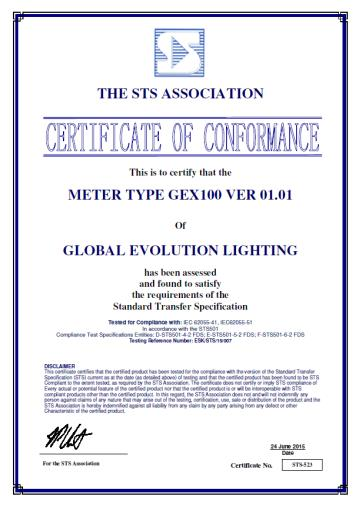 THE STS ASSOCIATION
CERTIFICATE OF CONFORMANCE
This is to certify that the
METER TYPE GEX100 VER 01.01
Of
GLOBAL EVOLUTION LIGHTING
has been assessed
and found to satisfy
the requirements of the
Standard Transfer Specification
Tested for Compliance with: IEC 62055-41, IEC62055-51
In accordance with the STS501
Compliance Test Specifications Entities: D-STS501-4-2 FDS; E-STS501-5-2 FDS; F-STS501-6-2 FDS
Testing Reference Number: ESK/STS/15/007
DISCLAIMER
This certificate certifies that the certified product has been tested for the compliance with the version of the Standard Transfer
Specification (STS) current as at the date (as detailed above) of testing and that the certified product has been found to be STS
Compliant to the extent tested, as required by the STS Association. The certificate does not certify or imply STS compliance of
Every actual or potential feature of the certified product nor that the certified product is or will be interoperable with STS
compliant products other than the certified product. In this regard, the STS Association does not and will not indemnify any
person against claims of any nature that may arise out of the testing, certification, use, sale or distribution of the product and the
STS Association is hereby indemnified against all liability from any claim by any party arising from any defect or other
Characteristic of the certified product.
24 June 2015
Date
For the STS Association
Certificate No. STS-523